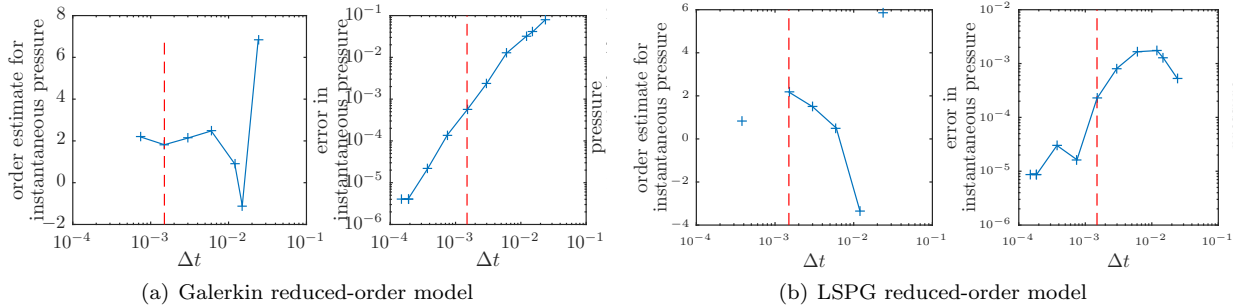 order estimate for
instantaneous pressure
8
6
4
2
0
−2
10⁻⁴
10⁻³
10⁻²
10⁻¹
Δt
error in
instantaneous pressure
10⁻¹
10⁻²
10⁻³
10⁻⁴
10⁻⁵
10⁻⁶
10⁻⁴
10⁻³
10⁻²
10⁻¹
Δt
pressure
(a) Galerkin reduced-order model
order estimate for
instantaneous pressure
6
4
2
0
−2
−4
10⁻⁴
10⁻³
10⁻²
10⁻¹
Δt
error in
instantaneous pressure
10⁰
10⁻¹
10⁻²
10⁻³
10⁻⁴
10⁻⁵
10⁻⁶
10⁻⁴
10⁻³
10⁻²
10⁻¹
Δt
(b) LSPG reduced-order model